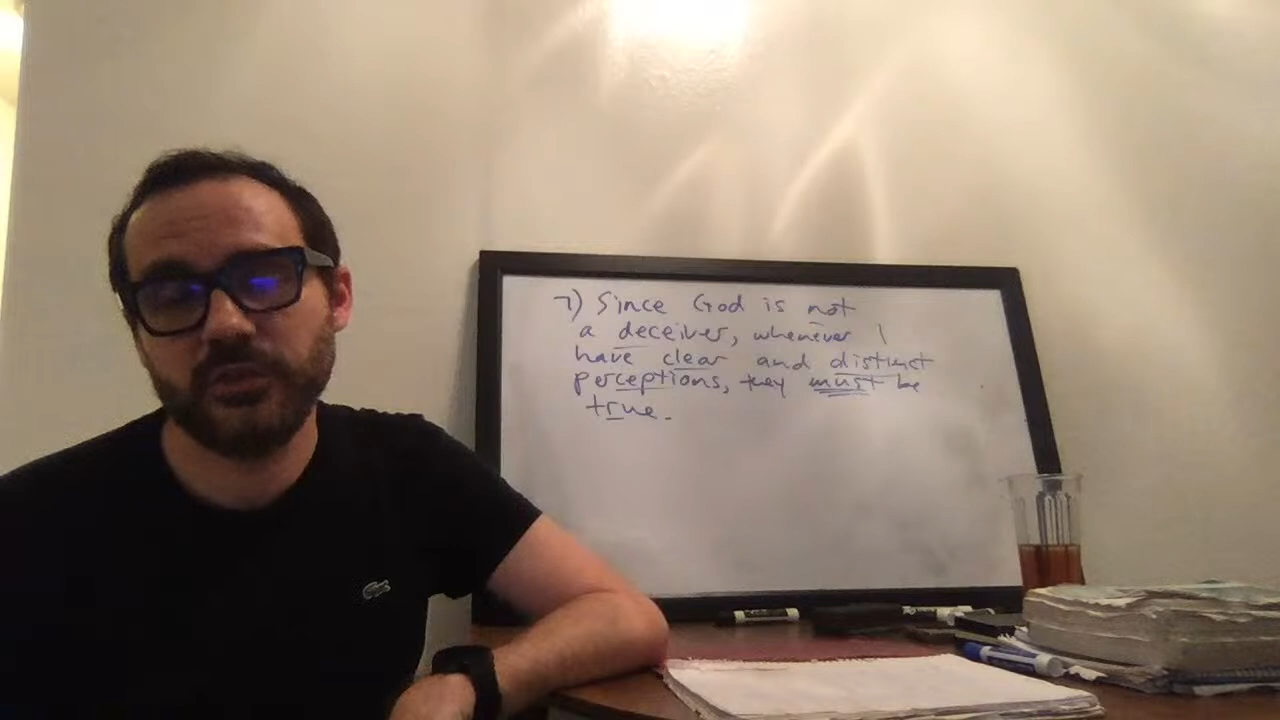 7) Since God is not
a deceiver, whenever I
have clear and distinct
perceptions, they must be
true.